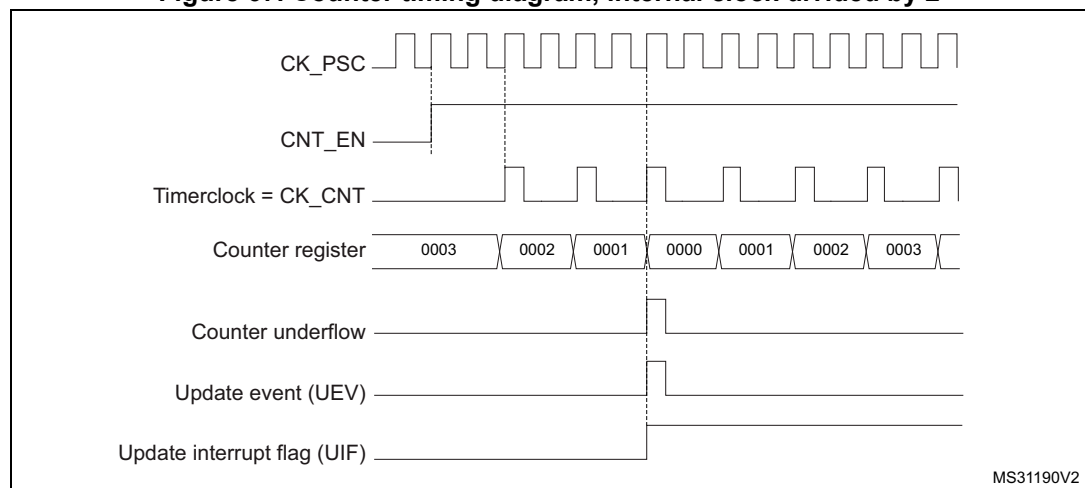 Figure Counter timing diagram, internal clock divided by 2
CK_PSC
CNT_EN
Timerclock = CK_CNT
Counter register 0003 0002 0001 0000 0001 0002 0003
Counter underflow
Update event (UEV)
Update interrupt flag (UIF)
MS31190V2